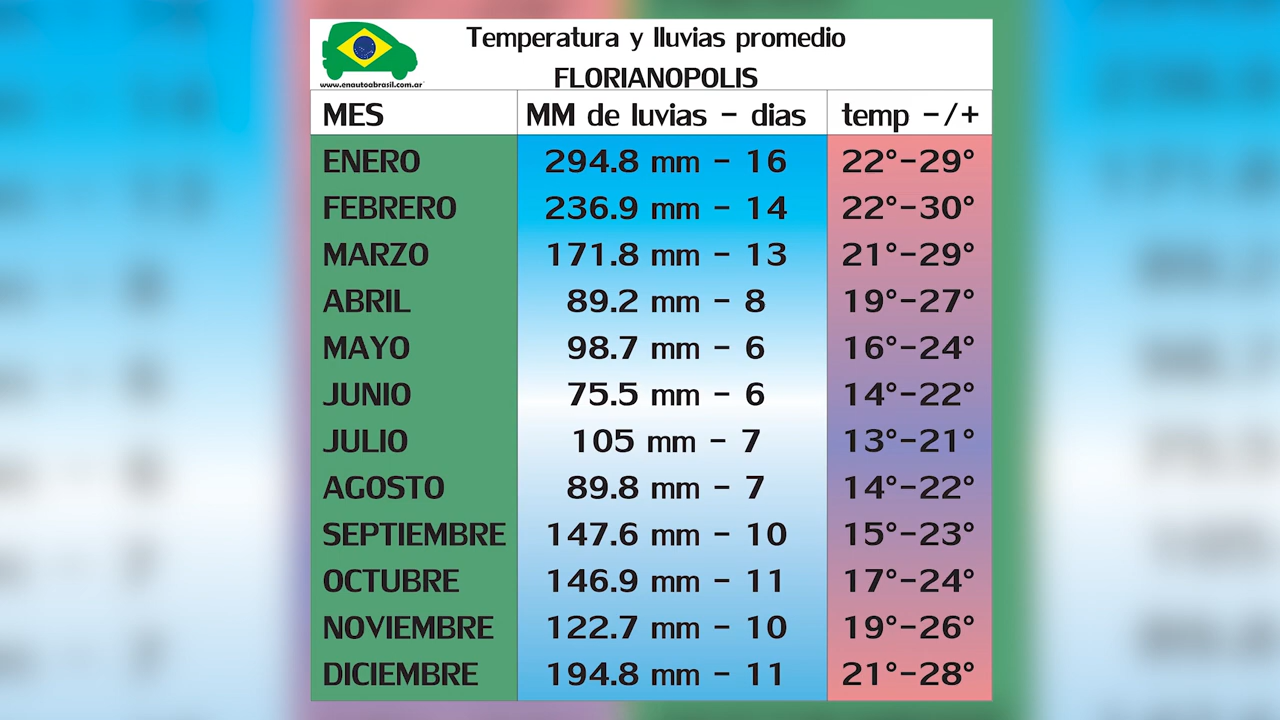 Temperatura y lluvias promedio
FLORIANOPOLIS
www.enautoabrasil.com.ar
MES MM de luvias - dias temp -/+
ENERO 294.8 mm - 16 22°-29°
FEBRERO 236.9 mm - 14 22°-30°
MARZO 171.8 mm - 13 21°-29°
ABRIL 89.2 mm - 8 19°-27°
MAYO 98.7 mm - 6 16°-24°
JUNIO 75.5 mm - 6 14°-22°
JULIO 105 mm - 7 13°-21°
AGOSTO 89.8 mm - 7 14°-22°
SEPTIEMBRE 147.6 mm - 10 15°-23°
OCTUBRE 146.9 mm - 11 17°-24°
NOVIEMBRE 122.7 mm - 10 19°-26°
DICIEMBRE 194.8 mm - 11 21°-28°